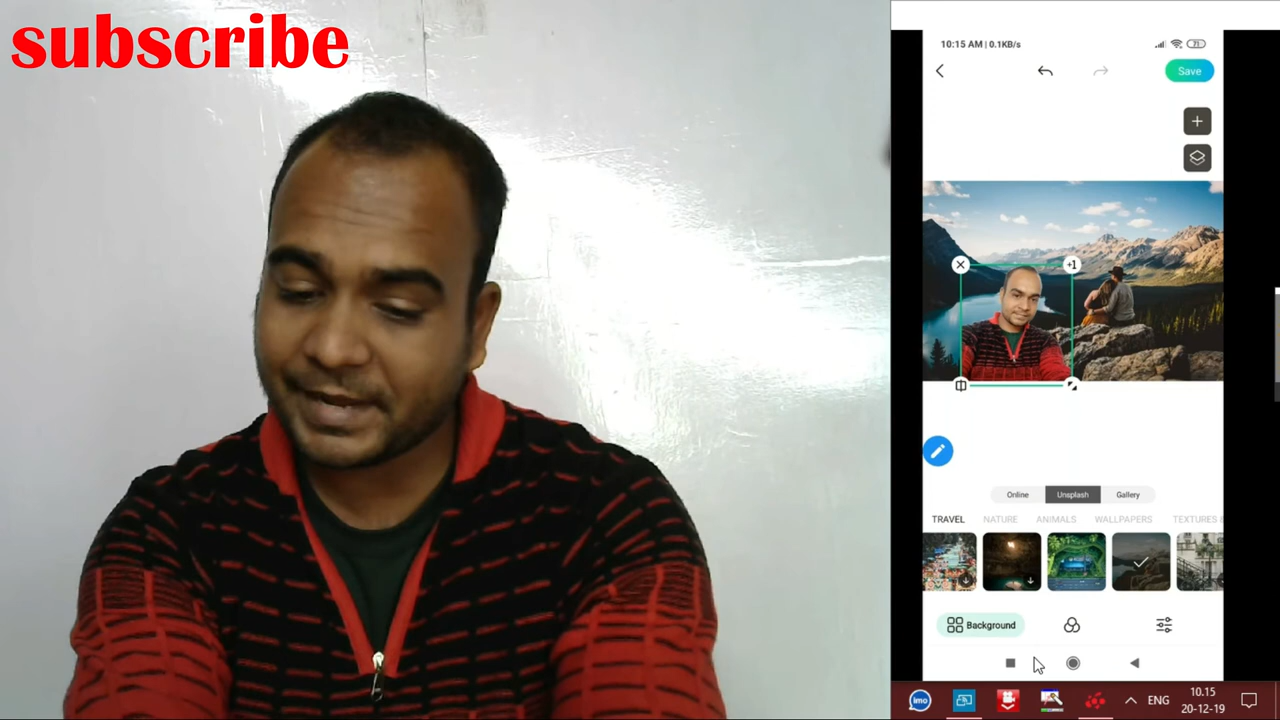 subscribe
10:15 AM | 0.1KB/s
71
Save
+1
Online Unsplash Gallery
TRAVEL NATURE ANIMALS WALLPAPERS TEXTURES &
Background
imo
ENG
10.15
20-12-19